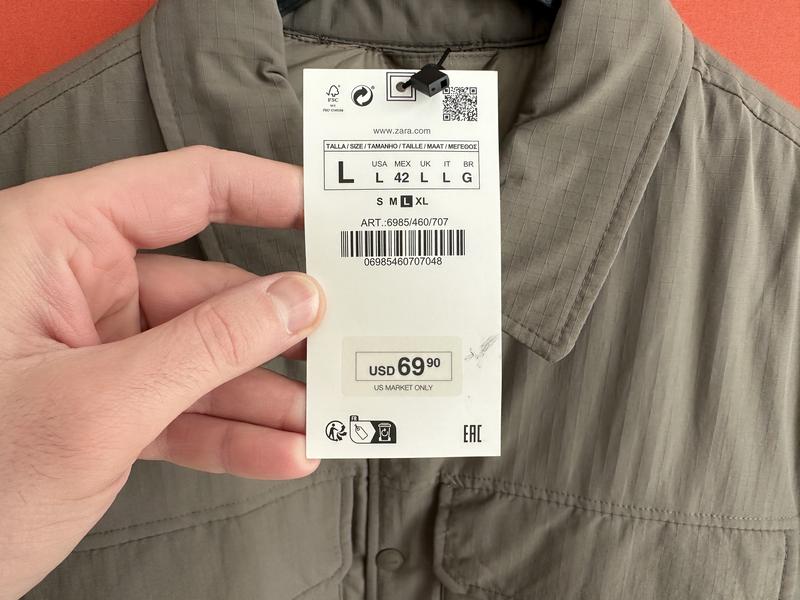 FSC
www.zara.com
TALLA / SIZE / TAMANHO / TAILLE / MAAT / ΜΕΓΕΘΟΣ
L
USA MEX UK IT BR
L 42 L L G
S M L XL
ART.:6985/460/707
06985460707048
USD 69 90
US MARKET ONLY
FR
EAC